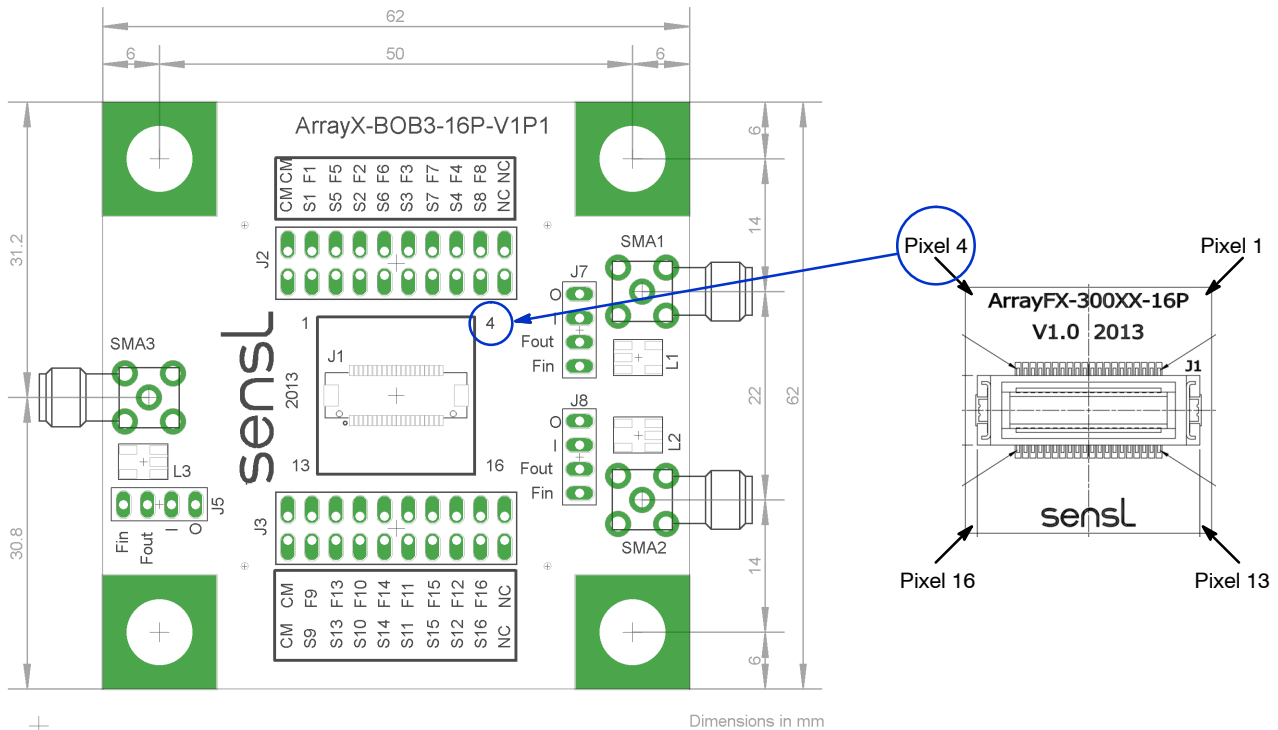 62
6
50
6
ArrayX-BOB3-16P-V1P1
CM CM
S1 F1
S5 F5
S2 F2
S6 F6
S3 F3
S7 F7
S4 F4
S8 F8
NC NC
6
14
22
62
14
6
31.2
30.8
J2
SMA1
J7
O
I
Fout
Fin
L1
1
4
J1
13
16
sensL
2013
SMA3
L3
J5
Fin
Fout
I
O
J8
O
I
Fout
Fin
L2
SMA2
J3
CM CM
S9 F9
S13 F13
S10 F10
S14 F14
S11 F11
S15 F15
S12 F12
S16 F16
NC NC
Dimensions in mm
Pixel 4
Pixel 1
ArrayFX-300XX-16P
V1.0 2013
J1
sensL
Pixel 16
Pixel 13